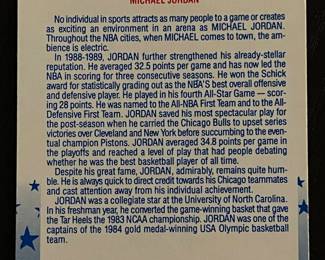 MICHAEL JORDAN
No individual in sports attracts as many people to a game or creates
as exciting an environment in an arena as MICHAEL JORDAN.
Throughout the NBA cities, when MICHAEL comes to town, the am-
bience is electric.
In 1988-1989, JORDAN further strengthened his already-stellar
reputation. He averaged 32.5 points per game and has now led the
NBA in scoring for three consecutive seasons. He won the Schick
award for statistically grading out as the NBA'S best overall offensive
and defensive player. He played in his fourth All-Star Game — scor-
ing 28 points. He was named to the All-NBA First Team and to the All-
Defensive First Team. JORDAN saved his most spectacular play for
the post-season when he carried the Chicago Bulls to upset series
victories over Cleveland and New York before succumbing to the even-
tual champion Pistons. JORDAN averaged 34.8 points per game in
the playoffs and reached a level of play that had people debating
whether he was the best basketball player of all time.
Despite his great fame, JORDAN, admirably, remains quite hum-
ble. He is always quick to direct credit towards his Chicago teammates
and cast attention away from his individual achievement.
JORDAN was a collegiate star at the University of North Carolina.
In his freshman year, he converted the game-winning basket that gave
the Tar Heels the 1983 NCAA championship. JORDAN was one of the
captains of the 1984 gold medal-winning USA Olympic basketball
team.